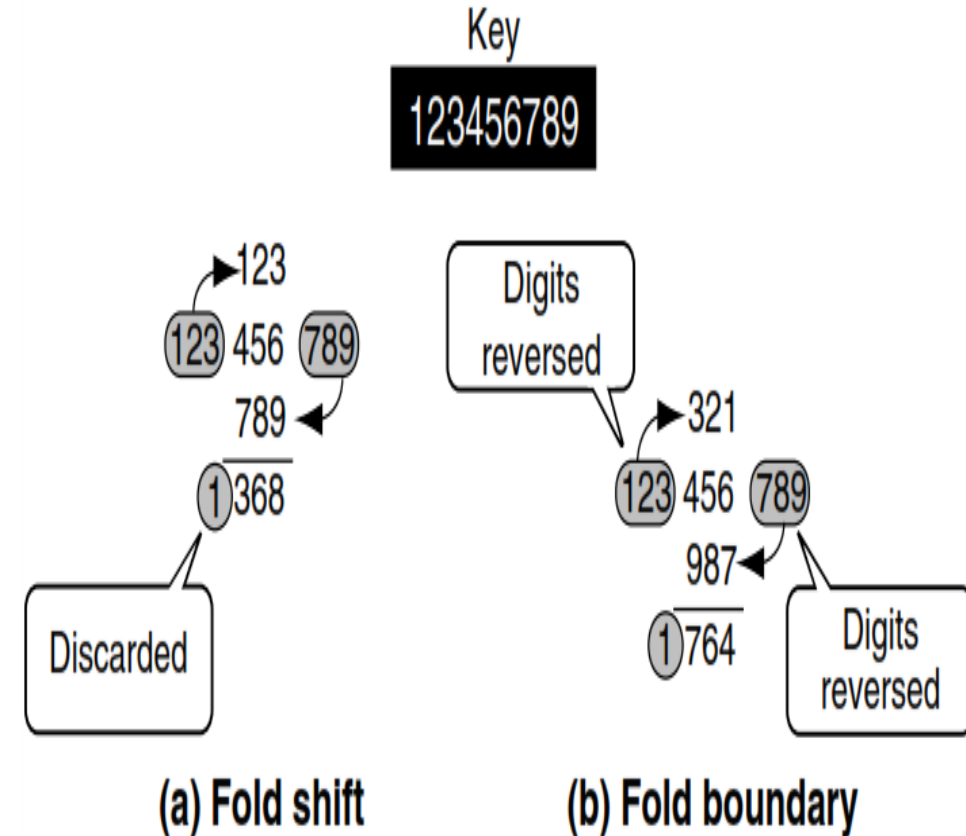 Key
123456789
123
123 456 789
789
1 368
Discarded
(a) Fold shift
Digits
reversed
321
123 456 789
987
1 764
Digits
reversed
(b) Fold boundary